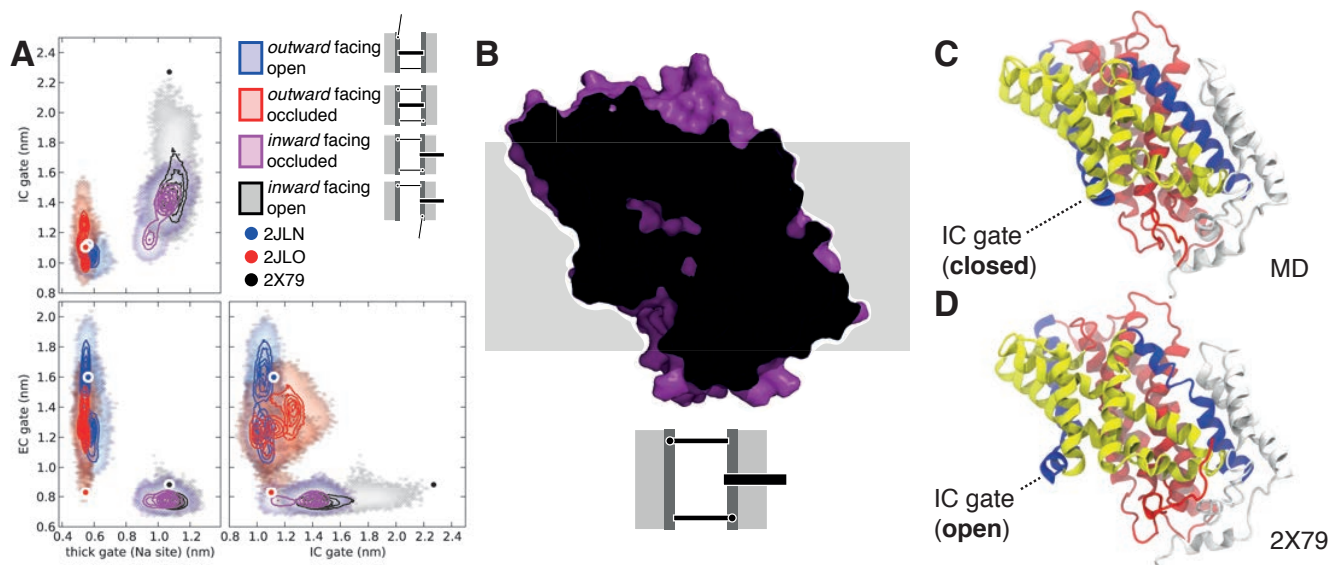 A
IC gate (nm)
2.4
2.2
2.0
1.8
1.6
1.4
1.2
1.0
0.8
outward facing
open
outward facing
occluded
inward facing
occluded
inward facing
open
2JLN
2JLO
2X79
EC gate (nm)
2.0
1.8
1.6
1.4
1.2
1.0
0.8
0.6
0.4 0.6 0.8 1.0 1.2
thick gate (Na site) (nm)
0.8 1.0 1.2 1.4 1.6 1.8 2.0 2.2 2.4
IC gate (nm)
B
C
IC gate
(closed)
MD
D
IC gate
(open)
2X79